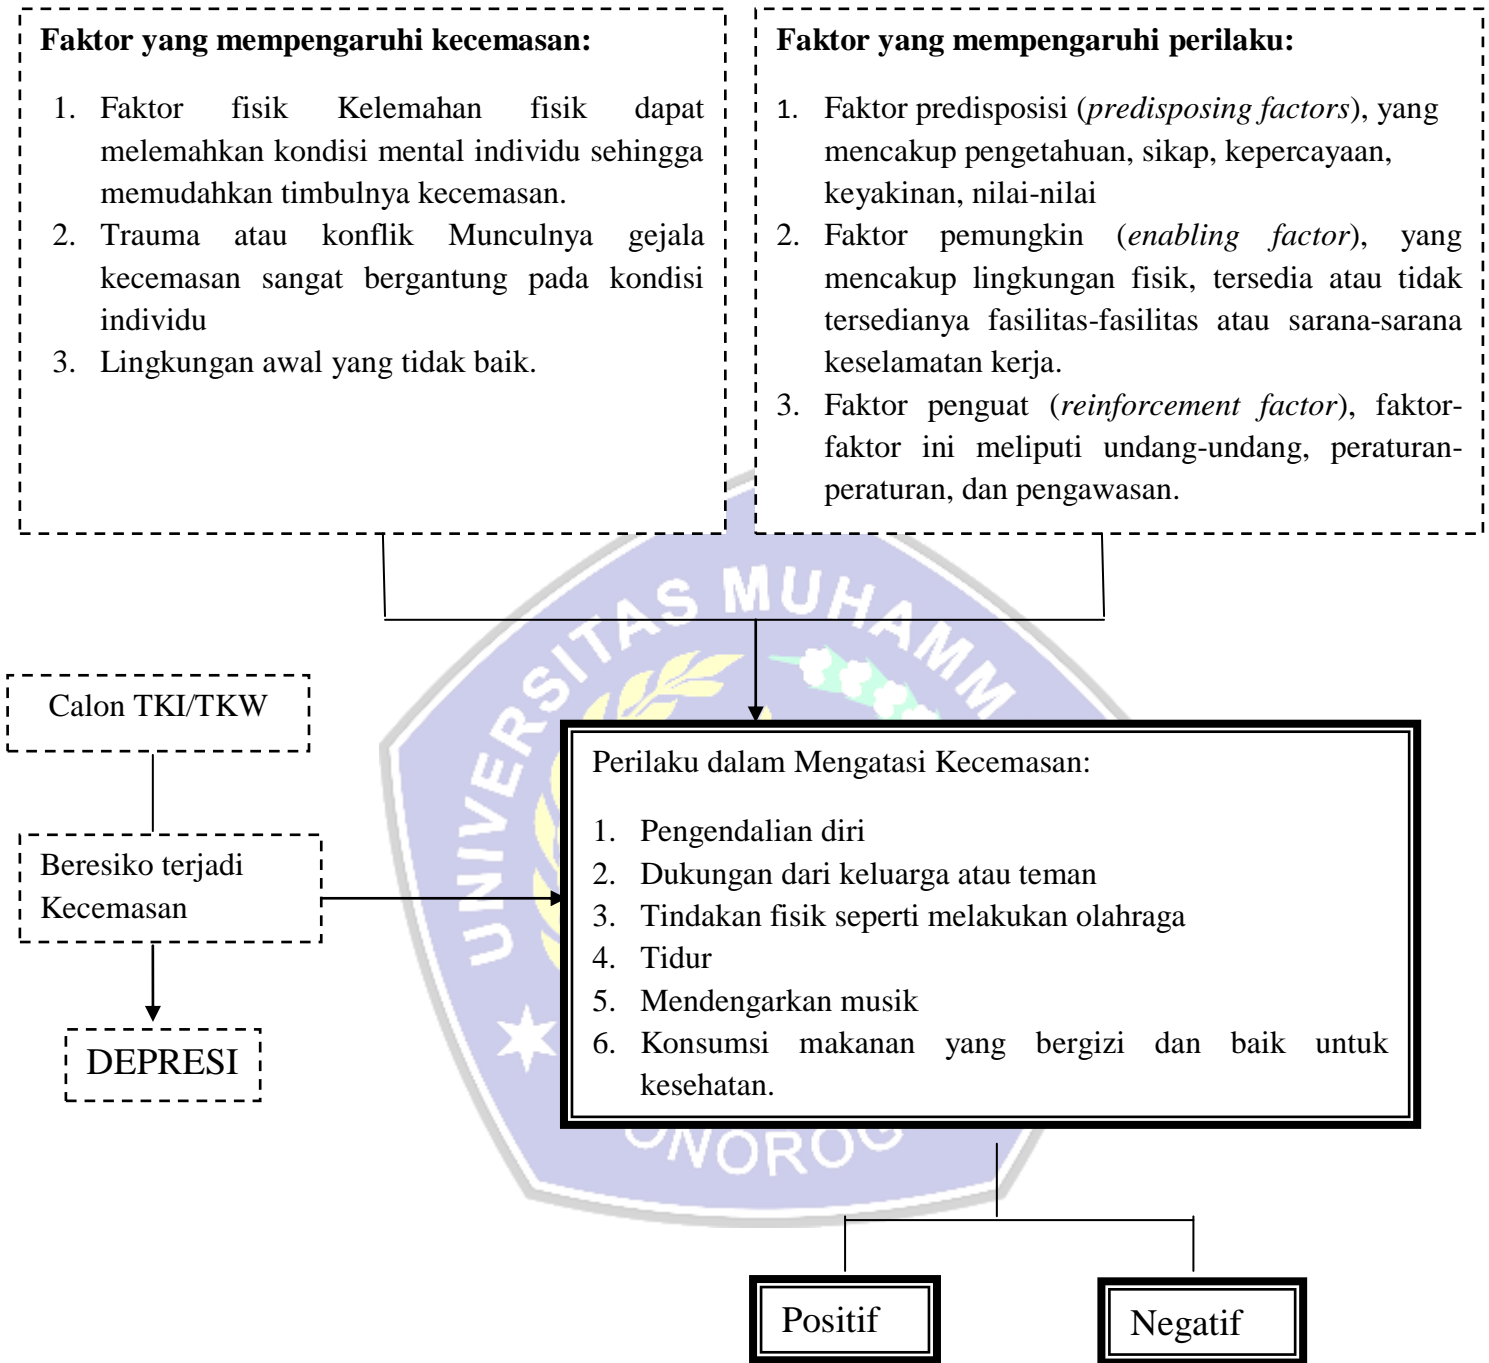 Faktor yang mempengaruhi kecemasan:
1. Faktor fisik Kelemahan fisik dapat
melemahkan kondisi mental individu sehingga
memudahkan timbulnya kecemasan.
2. Trauma atau konflik Munculnya gejala
kecemasan sangat bergantung pada kondisi
individu
3. Lingkungan awal yang tidak baik.
Faktor yang mempengaruhi perilaku:
1. Faktor predisposisi (predisposing factors), yang
mencakup pengetahuan, sikap, kepercayaan,
keyakinan, nilai-nilai
2. Faktor pemungkin (enabling factor), yang
mencakup lingkungan fisik, tersedia atau tidak
tersedianya fasilitas-fasilitas atau sarana-sarana
keselamatan kerja.
3. Faktor penguat (reinforcement factor), faktor-
faktor ini meliputi undang-undang, peraturan-
peraturan, dan pengawasan.
UNIVERSITAS MUHAMM
Calon TKI/TKW
Beresiko terjadi
Kecemasan
DEPRESI
Perilaku dalam Mengatasi Kecemasan:
1. Pengendalian diri
2. Dukungan dari keluarga atau teman
3. Tindakan fisik seperti melakukan olahraga
4. Tidur
5. Mendengarkan musik
6. Konsumsi makanan yang bergizi dan baik untuk
kesehatan.
ONOROG
Positif
Negatif